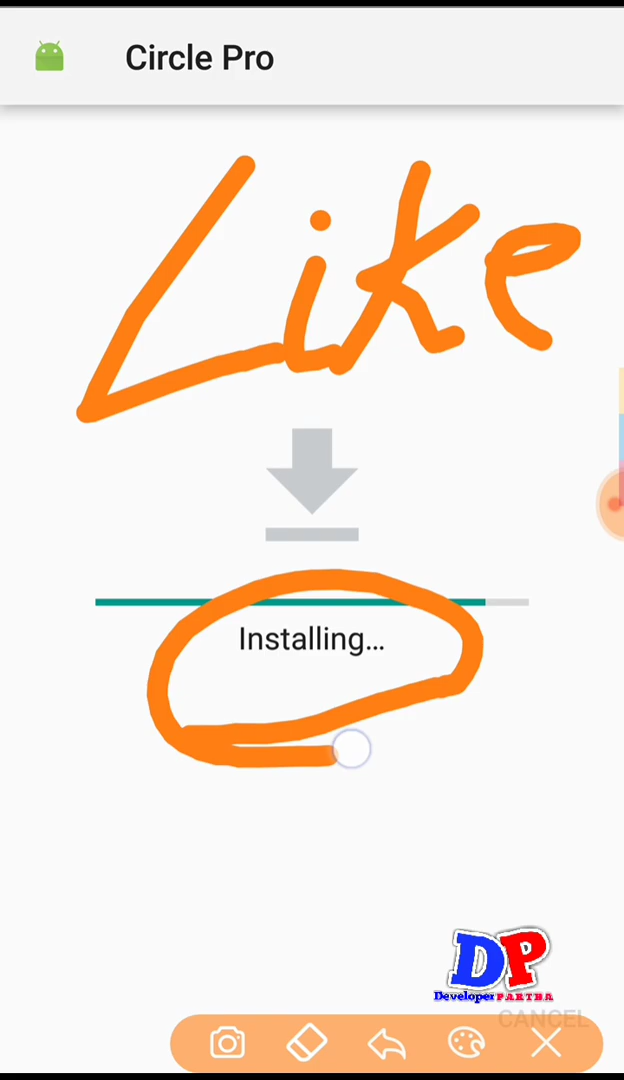 Circle Pro
Like
Installing...
DP
Developer PARTHA
CANCEL